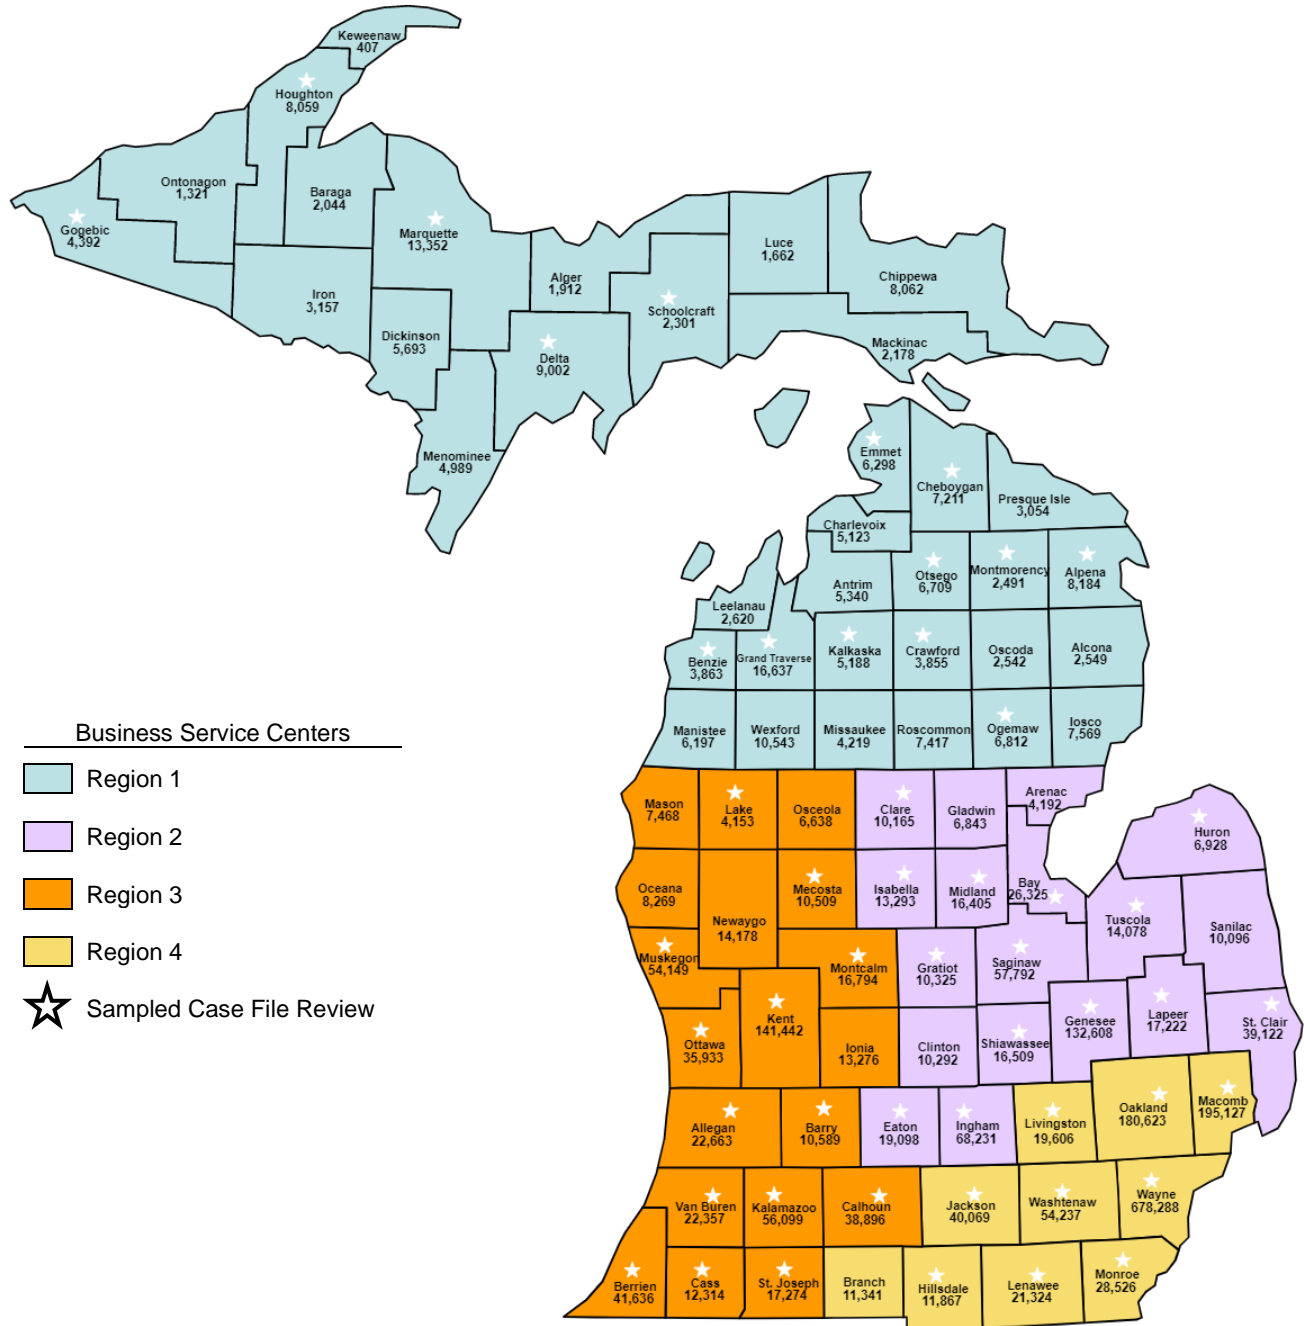 Keweenaw
407
Houghton
8,059
Ontonagon
1,321
Baraga
2,044
Gogebic
4,392
Marquette
13,352
Luce
1,662
Alger
1,912
Chippewa
8,062
Iron
3,157
Schoolcraft
2,301
Dickinson
5,693
Delta
9,002
Mackinac
2,178
Menominee
4,989
Emmet
6,298
Cheboygan
7,211
Presque Isle
3,054
Charlevoix
5,123
Otsego
6,709
Montmorency
2,491
Alpena
8,184
Antrim
5,340
Leelanau
2,620
Benzie
3,863
Grand Traverse
16,637
Kalkaska
5,188
Crawford
3,855
Oscoda
2,542
Alcona
2,549
Manistee
6,197
Wexford
10,543
Missaukee
4,219
Roscommon
7,417
Ogemaw
6,812
Iosco
7,569
Business Service Centers
Region 1
Region 2
Region 3
Region 4
Sampled Case File Review
Mason
7,468
Lake
4,153
Osceola
6,638
Clare
10,165
Gladwin
6,843
Arenac
4,192
Huron
6,928
Oceana
8,269
Newaygo
14,178
Mecosta
10,509
Isabella
13,293
Midland
16,405
Bay
26,325
Tuscola
14,078
Sanilac
10,096
Muskegon
54,149
Montcalm
16,794
Gratiot
10,325
Saginaw
57,792
Ottawa
35,933
Kent
141,442
Ionia
13,276
Clinton
10,292
Shiawassee
16,509
Genesee
132,608
Lapeer
17,222
St. Clair
39,122
Allegan
22,663
Barry
10,589
Eaton
19,098
Ingham
68,231
Livingston
19,606
Oakland
180,623
Macomb
195,127
Van Buren
22,357
Kalamazoo
56,099
Calhoun
38,896
Jackson
40,069
Washtenaw
54,237
Wayne
678,288
Berrien
41,636
Cass
12,314
St. Joseph
17,274
Branch
11,341
Hillsdale
11,867
Lenawee
21,324
Monroe
28,526